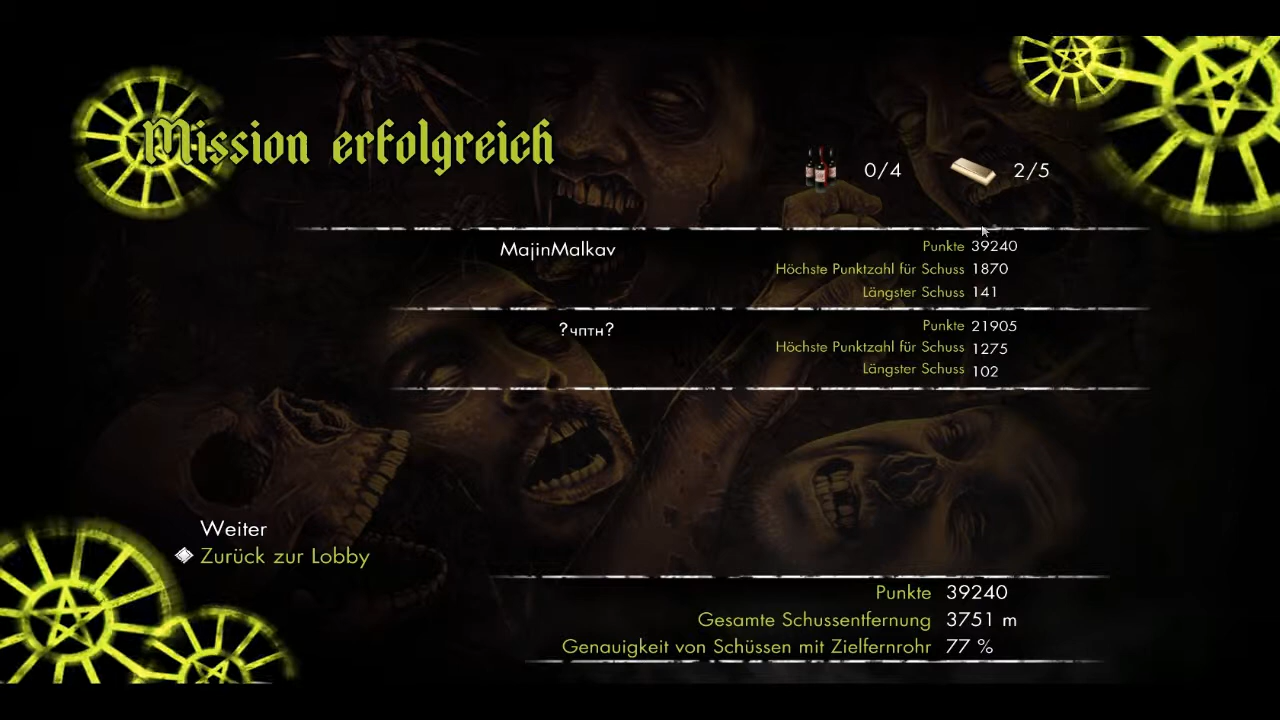 Mission erfolgreich
0/4 2/5
MajinMalkav
Punkte 39240
Höchste Punktzahl für Schuss 1870
Längster Schuss 141
?чптн?
Punkte 21905
Höchste Punktzahl für Schuss 1275
Längster Schuss 102
Weiter
Zurück zur Lobby
Punkte 39240
Gesamte Schussentfernung 3751 m
Genauigkeit von Schüssen mit Zielfernrohr 77 %